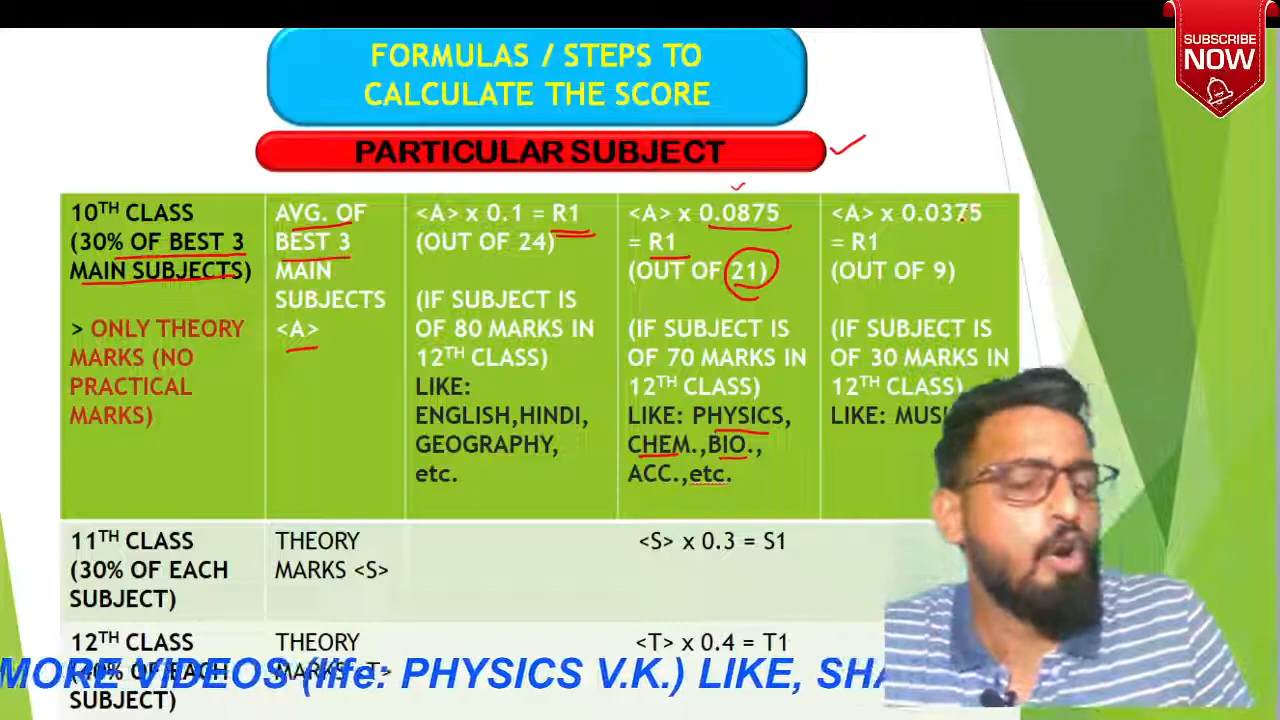 SUBSCRIBE
NOW
FORMULAS / STEPS TO
CALCULATE THE SCORE
PARTICULAR SUBJECT
10TH CLASS
(30% OF BEST 3
MAIN SUBJECTS)
> ONLY THEORY
MARKS (NO
PRACTICAL
MARKS)
AVG. OF
BEST 3
MAIN
SUBJECTS
<A>
<A> x 0.1 = R1
(OUT OF 24)
(IF SUBJECT IS
OF 80 MARKS IN
12TH CLASS)
LIKE:
ENGLISH,HINDI,
GEOGRAPHY,
etc.
<A> x 0.0875
= R1
(OUT OF 21)
(IF SUBJECT IS
OF 70 MARKS IN
12TH CLASS)
LIKE: PHYSICS,
CHEM.,BIO.,
ACC.,etc.
<A> x 0.0375
= R1
(OUT OF 9)
(IF SUBJECT IS
OF 30 MARKS IN
12TH CLASS)
LIKE:
11TH CLASS
(30% OF EACH
SUBJECT)
THEORY
MARKS <S>
<S> x 0.3 = S1
12TH CLASS
(40% OF EACH
SUBJECT)
THEORY
MARKS <T>
<T> x 0.4 = T1
MORE VIDEOS (life: PHYSICS V.K.) LIKE,